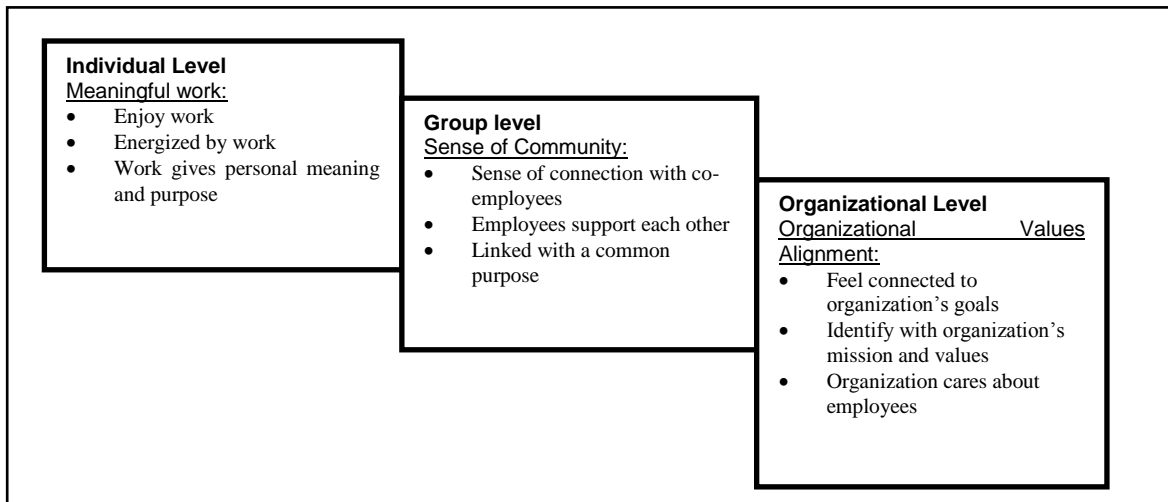 Individual Level
Meaningful work:
• Enjoy work
• Energized by work
• Work gives personal meaning
and purpose
Group level
Sense of Community:
• Sense of connection with co-
employees
• Employees support each other
• Linked with a common
purpose
Organizational Level
Organizational Values
Alignment:
• Feel connected to
organization’s goals
• Identify with organization’s
mission and values
• Organization cares about
employees